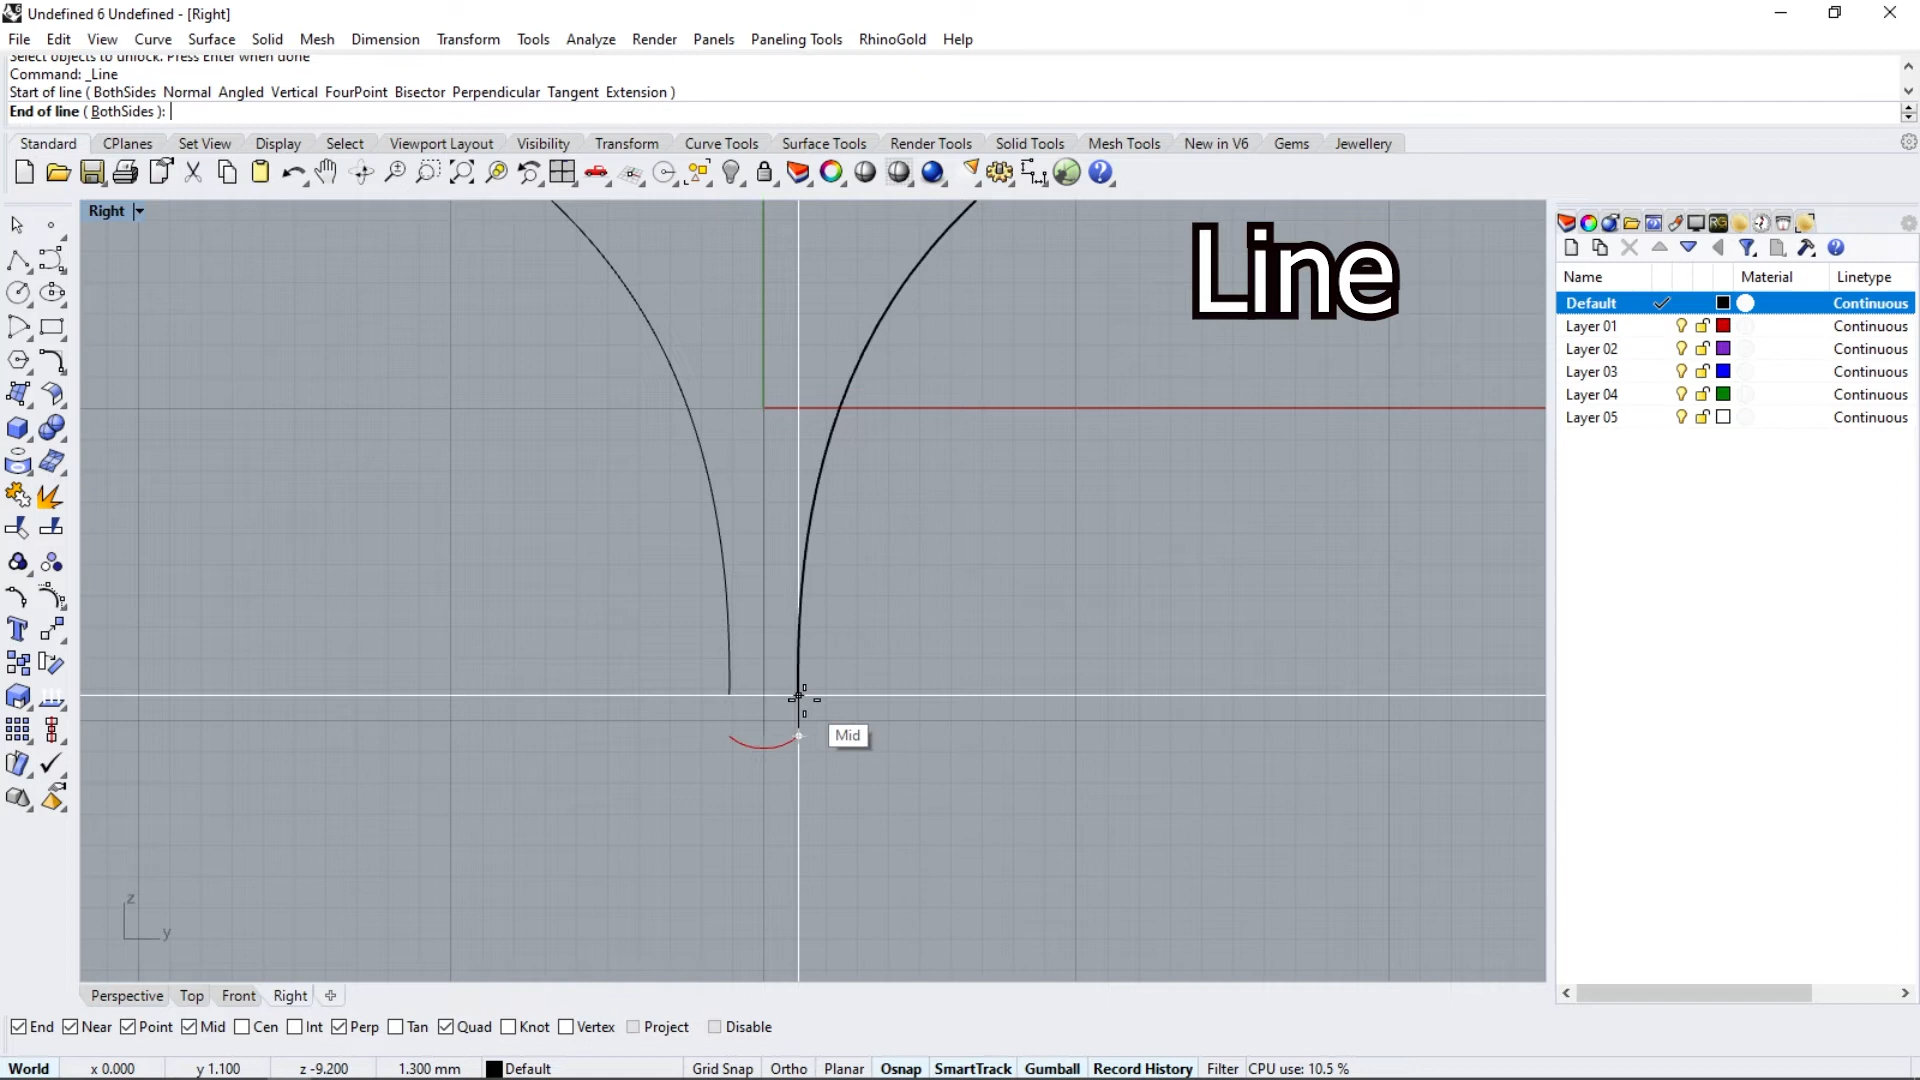 Undefined 6 Undefined - [Right]
File Edit View Curve Surface Solid Mesh Dimension Transform Tools Analyze Render Panels Paneling Tools RhinoGold Help
Select objects to unlock. Press Enter when done
Command: _Line
Start of line ( BothSides Normal Angled Vertical FourPoint Bisector Perpendicular Tangent Extension )
End of line ( BothSides ):
Standard CPlanes Set View Display Select Viewport Layout Visibility Transform Curve Tools Surface Tools Render Tools Solid Tools Mesh Tools New in V6 Gems Jewellery
Right
Line
Name Material Linetype
Default Continuous
Layer 01 Continuous
Layer 02 Continuous
Layer 03 Continuous
Layer 04 Continuous
Layer 05 Continuous
Mid
z
y
Perspective Top Front Right
End Near Point Mid Cen Int Perp Tan Quad Knot Vertex Project Disable
World x 0.000 y 1.100 z -9.200 1.300 mm Default Grid Snap Ortho Planar Osnap SmartTrack Gumball Record History Filter CPU use: 10.5 %